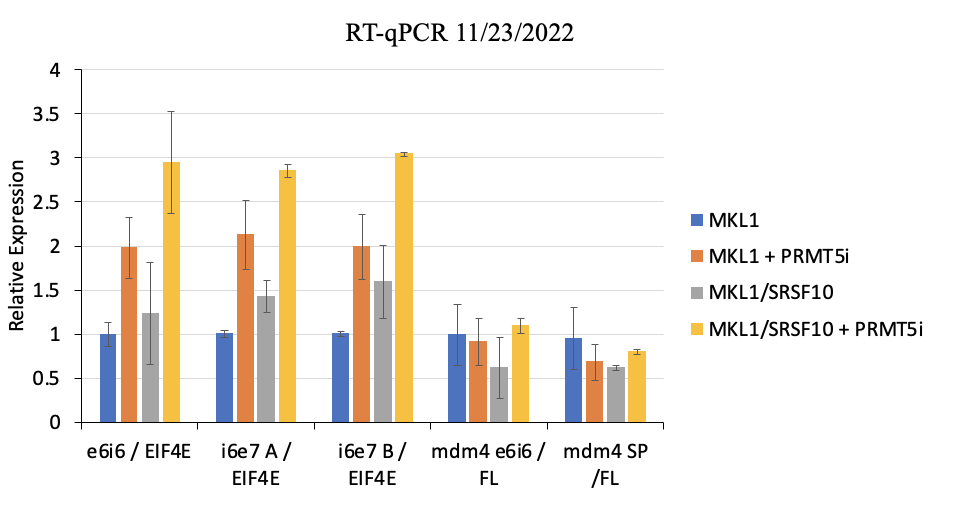 RT-qPCR 11/23/2022
4
3.5
3
2.5
2
1.5
1
0.5
0
Relative Expression
e6i6 / EIF4E
i6e7 A /
EIF4E
i6e7 B /
EIF4E
mdm4 e6i6 /
FL
mdm4 SP
/FL
MKL1
MKL1 + PRMT5i
MKL1/SRSF10
MKL1/SRSF10 + PRMT5i